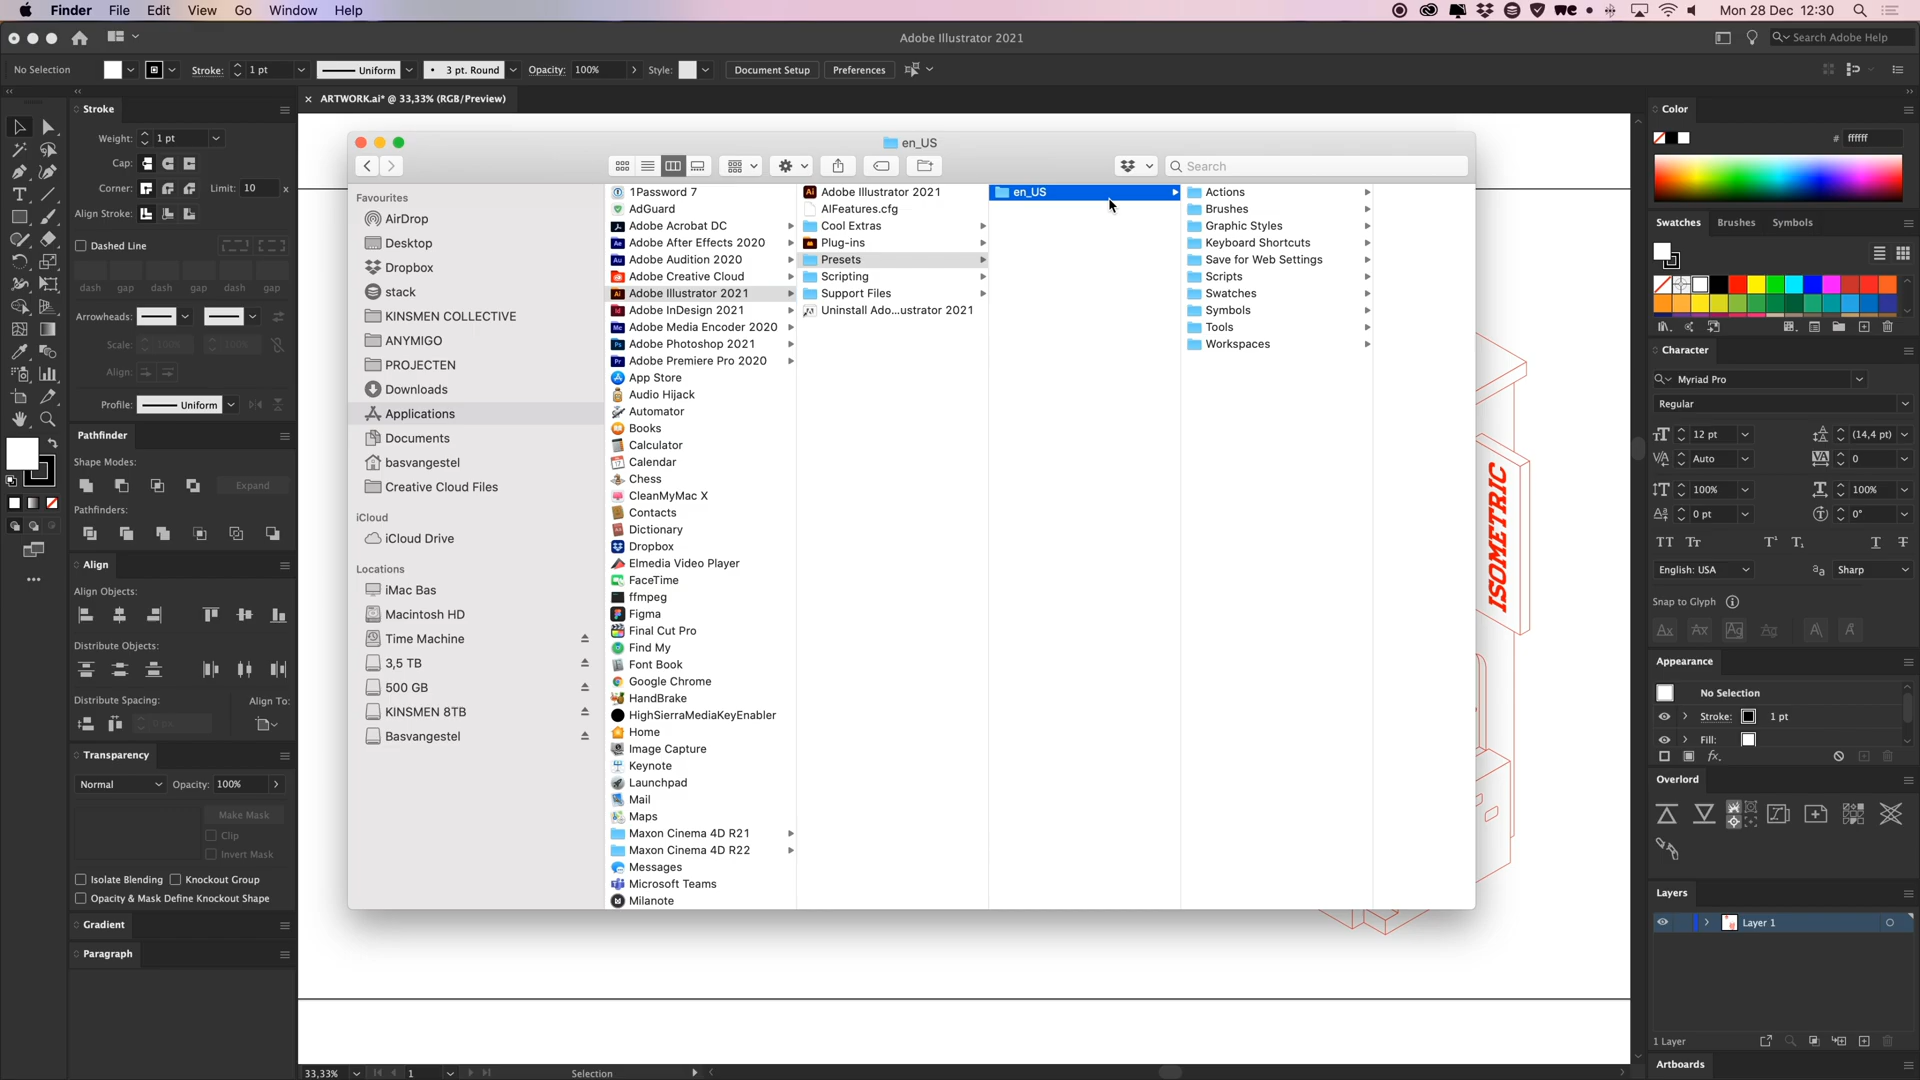 Finder File Edit View Go Window Help
Mon 28 Dec 12:30
Adobe Illustrator 2021
Search Adobe Help
No Selection
Stroke: 1 pt
Uniform
3 pt. Round
Opacity: 100%
Style:
Document Setup
Preferences
Stroke
ARTWORK.ai* @ 33,33% (RGB/Preview)
Weight: 1 pt
Cap:
Corner:
Limit: 10 x
Align Stroke:
Dashed Line
dash gap dash gap dash gap
Arrowheads:
Scale: 100% 100%
Align:
Profile: Uniform
Pathfinder
Shape Modes:
Expand
Pathfinders:
Align
Align Objects:
Distribute Objects:
Distribute Spacing:
Align To:
0 px
Transparency
Normal
Opacity: 100%
Make Mask
Clip
Invert Mask
Isolate Blending
Knockout Group
Opacity & Mask Define Knockout Shape
Gradient
Paragraph
en_US
Search
Favourites
AirDrop
Desktop
Dropbox
stack
KINSMEN COLLECTIVE
ANYMIGO
PROJECTEN
Downloads
Applications
Documents
basvangestel
Creative Cloud Files
iCloud
iCloud Drive
Locations
iMac Bas
Macintosh HD
Time Machine
3,5 TB
500 GB
KINSMEN 8TB
Basvangestel
1Password 7
AdGuard
Adobe Acrobat DC
Adobe After Effects 2020
Adobe Audition 2020
Adobe Creative Cloud
Adobe Illustrator 2021
Adobe InDesign 2021
Adobe Media Encoder 2020
Adobe Photoshop 2021
Adobe Premiere Pro 2020
App Store
Audio Hijack
Automator
Books
Calculator
Calendar
Chess
CleanMyMac X
Contacts
Dictionary
Dropbox
Elmedia Video Player
FaceTime
ffmpeg
Figma
Final Cut Pro
Find My
Font Book
Google Chrome
HandBrake
HighSierraMediaKeyEnabler
Home
Image Capture
Keynote
Launchpad
Mail
Maps
Maxon Cinema 4D R21
Maxon Cinema 4D R22
Messages
Microsoft Teams
Milanote
Adobe Illustrator 2021
AIFeatures.cfg
Cool Extras
Plug-ins
Presets
Scripting
Support Files
Uninstall Ado...ustrator 2021
en_US
Actions
Brushes
Graphic Styles
Keyboard Shortcuts
Save for Web Settings
Scripts
Swatches
Symbols
Tools
Workspaces
ISOMETRIC
Color
# ffffff
Swatches Brushes Symbols
Character
Myriad Pro
Regular
12 pt
(14,4 pt)
Auto
0
100%
100%
0 pt
0°
English: USA
Sharp
Snap to Glyph
Appearance
No Selection
Stroke: 1 pt
Fill:
Overlord
Layers
Layer 1
1 Layer
Artboards
33,33%
1
Selection